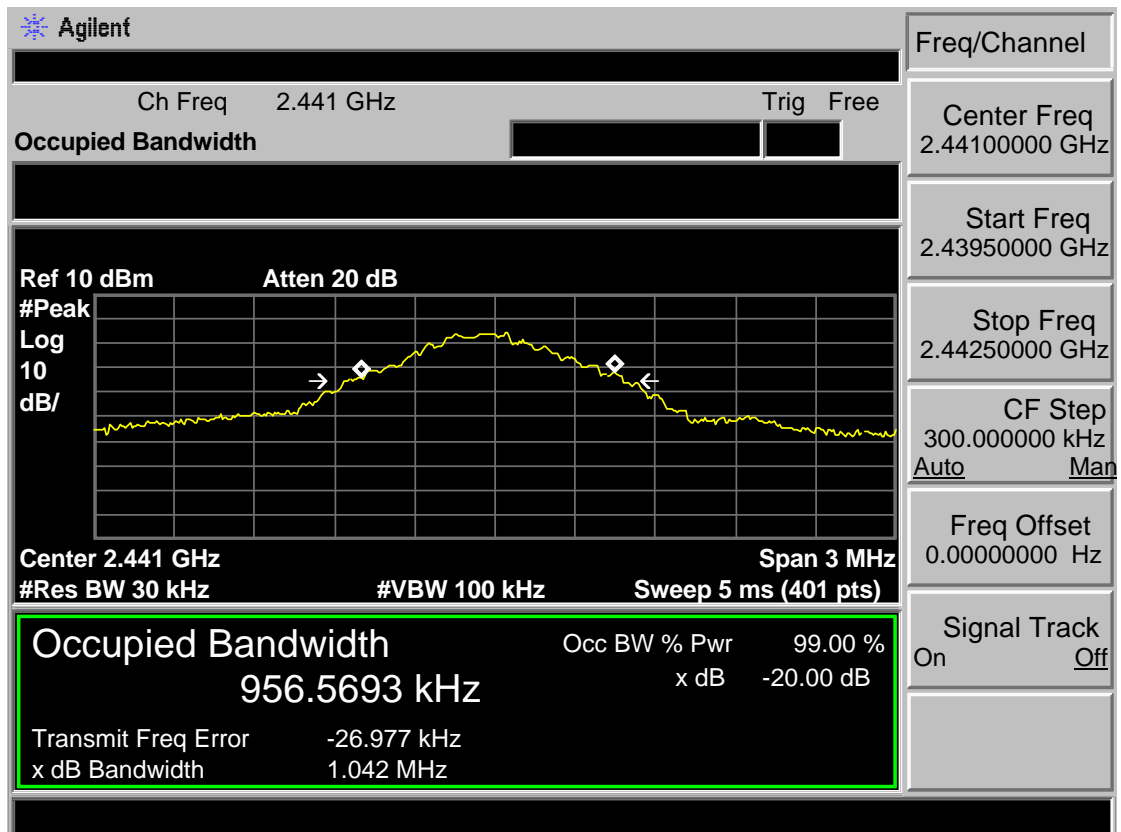 Agilent
Freq/Channel
Ch Freq 2.441 GHz Trig Free
Occupied Bandwidth
Center Freq
2.44100000 GHz
Start Freq
2.43950000 GHz
Stop Freq
2.44250000 GHz
CF Step
300.000000 kHz
Auto Man
Freq Offset
0.00000000 Hz
Signal Track
On Off
Ref 10 dBm Atten 20 dB
#Peak
Log
10
dB/
Center 2.441 GHz Span 3 MHz
#Res BW 30 kHz #VBW 100 kHz Sweep 5 ms (401 pts)
Occupied Bandwidth
956.5693 kHz
Occ BW % Pwr 99.00 %
x dB -20.00 dB
Transmit Freq Error -26.977 kHz
x dB Bandwidth 1.042 MHz